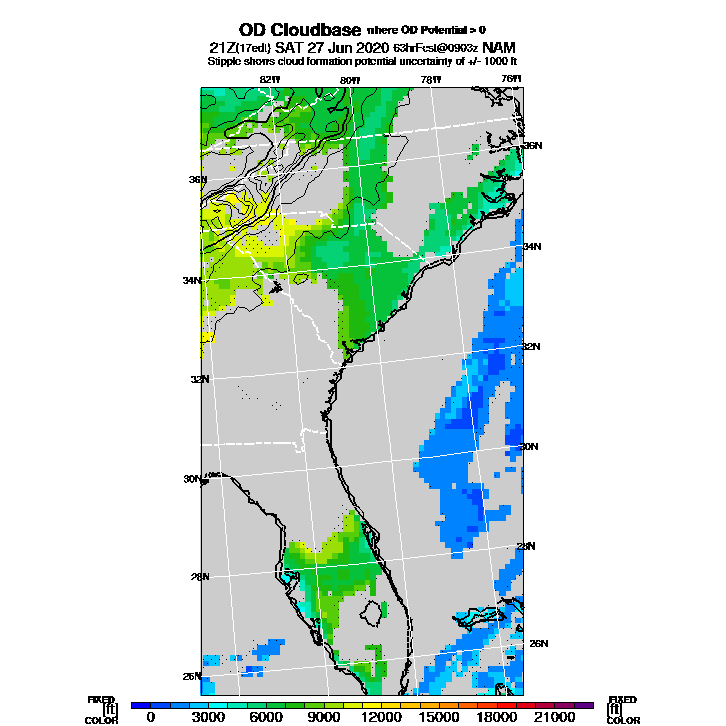 OD Cloudbase where OD Potential > 0
21Z(17edt) SAT 27 Jun 2020 63hrFcst@0903z NAM
Stipple shows cloud formation potential uncertainty of +/- 1000 ft
82W 80W 78W 76W
36N
36N
34N
34N
32N
32N
30N
30N
28N
28N
26N
26N
FIXED FIXED
[ft] [ft]
COLOR 0 3000 6000 9000 12000 15000 18000 21000 COLOR